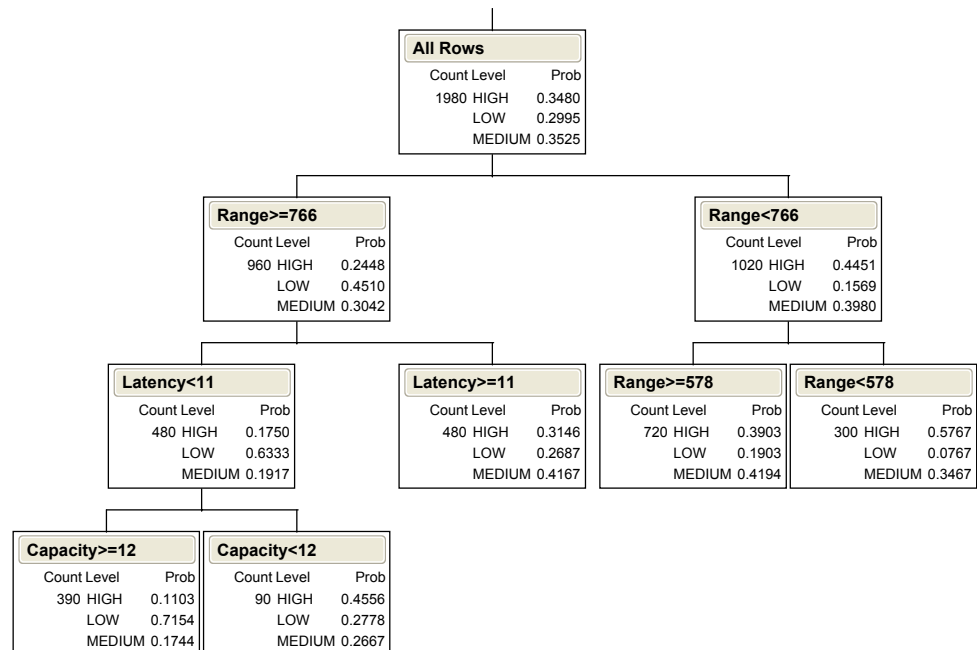 All Rows
Count Level Prob
1980 HIGH 0.3480
LOW 0.2995
MEDIUM 0.3525
Range>=766
Count Level Prob
960 HIGH 0.2448
LOW 0.4510
MEDIUM 0.3042
Range<766
Count Level Prob
1020 HIGH 0.4451
LOW 0.1569
MEDIUM 0.3980
Latency<11
Count Level Prob
480 HIGH 0.1750
LOW 0.6333
MEDIUM 0.1917
Latency>=11
Count Level Prob
480 HIGH 0.3146
LOW 0.2687
MEDIUM 0.4167
Range>=578
Count Level Prob
720 HIGH 0.3903
LOW 0.1903
MEDIUM 0.4194
Range<578
Count Level Prob
300 HIGH 0.5767
LOW 0.0767
MEDIUM 0.3467
Capacity>=12
Count Level Prob
390 HIGH 0.1103
LOW 0.7154
MEDIUM 0.1744
Capacity<12
Count Level Prob
90 HIGH 0.4556
LOW 0.2778
MEDIUM 0.2667